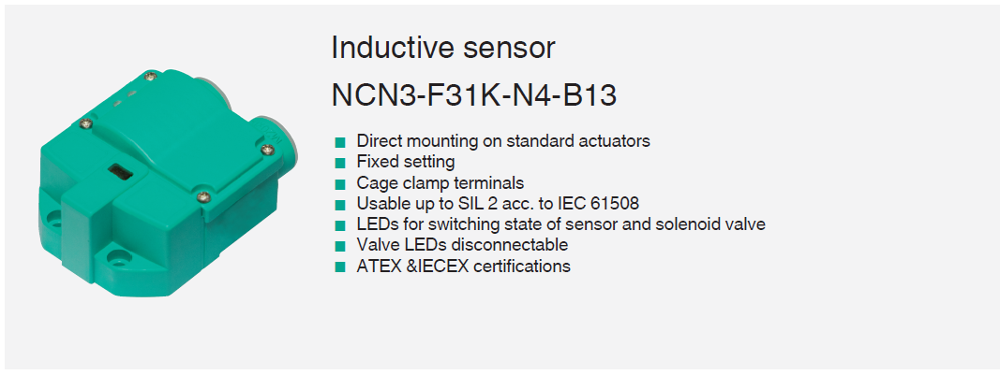 Inductive sensor
NCN3-F31K-N4-B13
Direct mounting on standard actuators
Fixed setting
Cage clamp terminals
Usable up to SIL 2 acc. to IEC 61508
LEDs for switching state of sensor and solenoid valve
Valve LEDs disconnectable
ATEX &IECEX certifications